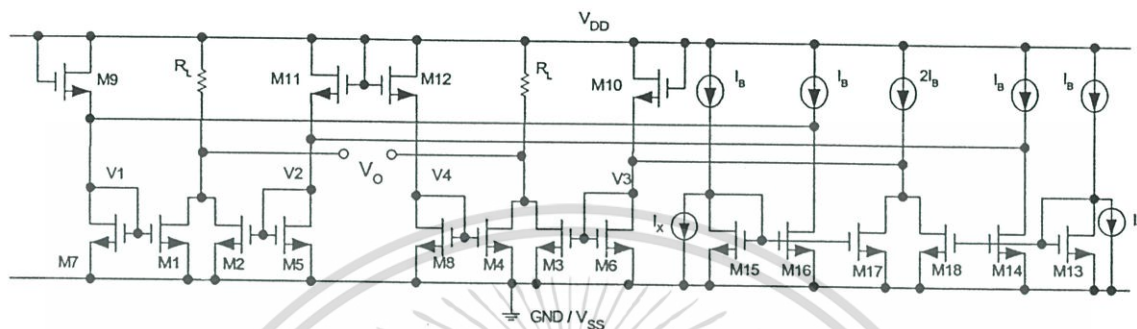 V_DD
M9
R_L
M11
M12
R_L
M10
I_B
I_B
2I_B
I_B
I_B
V_O
V1
V2
V4
V3
I_X
I
M7
M1
M2
M5
M8
M4
M3
M6
M15
M16
M17
M18
M14
M13
GND / V_SS